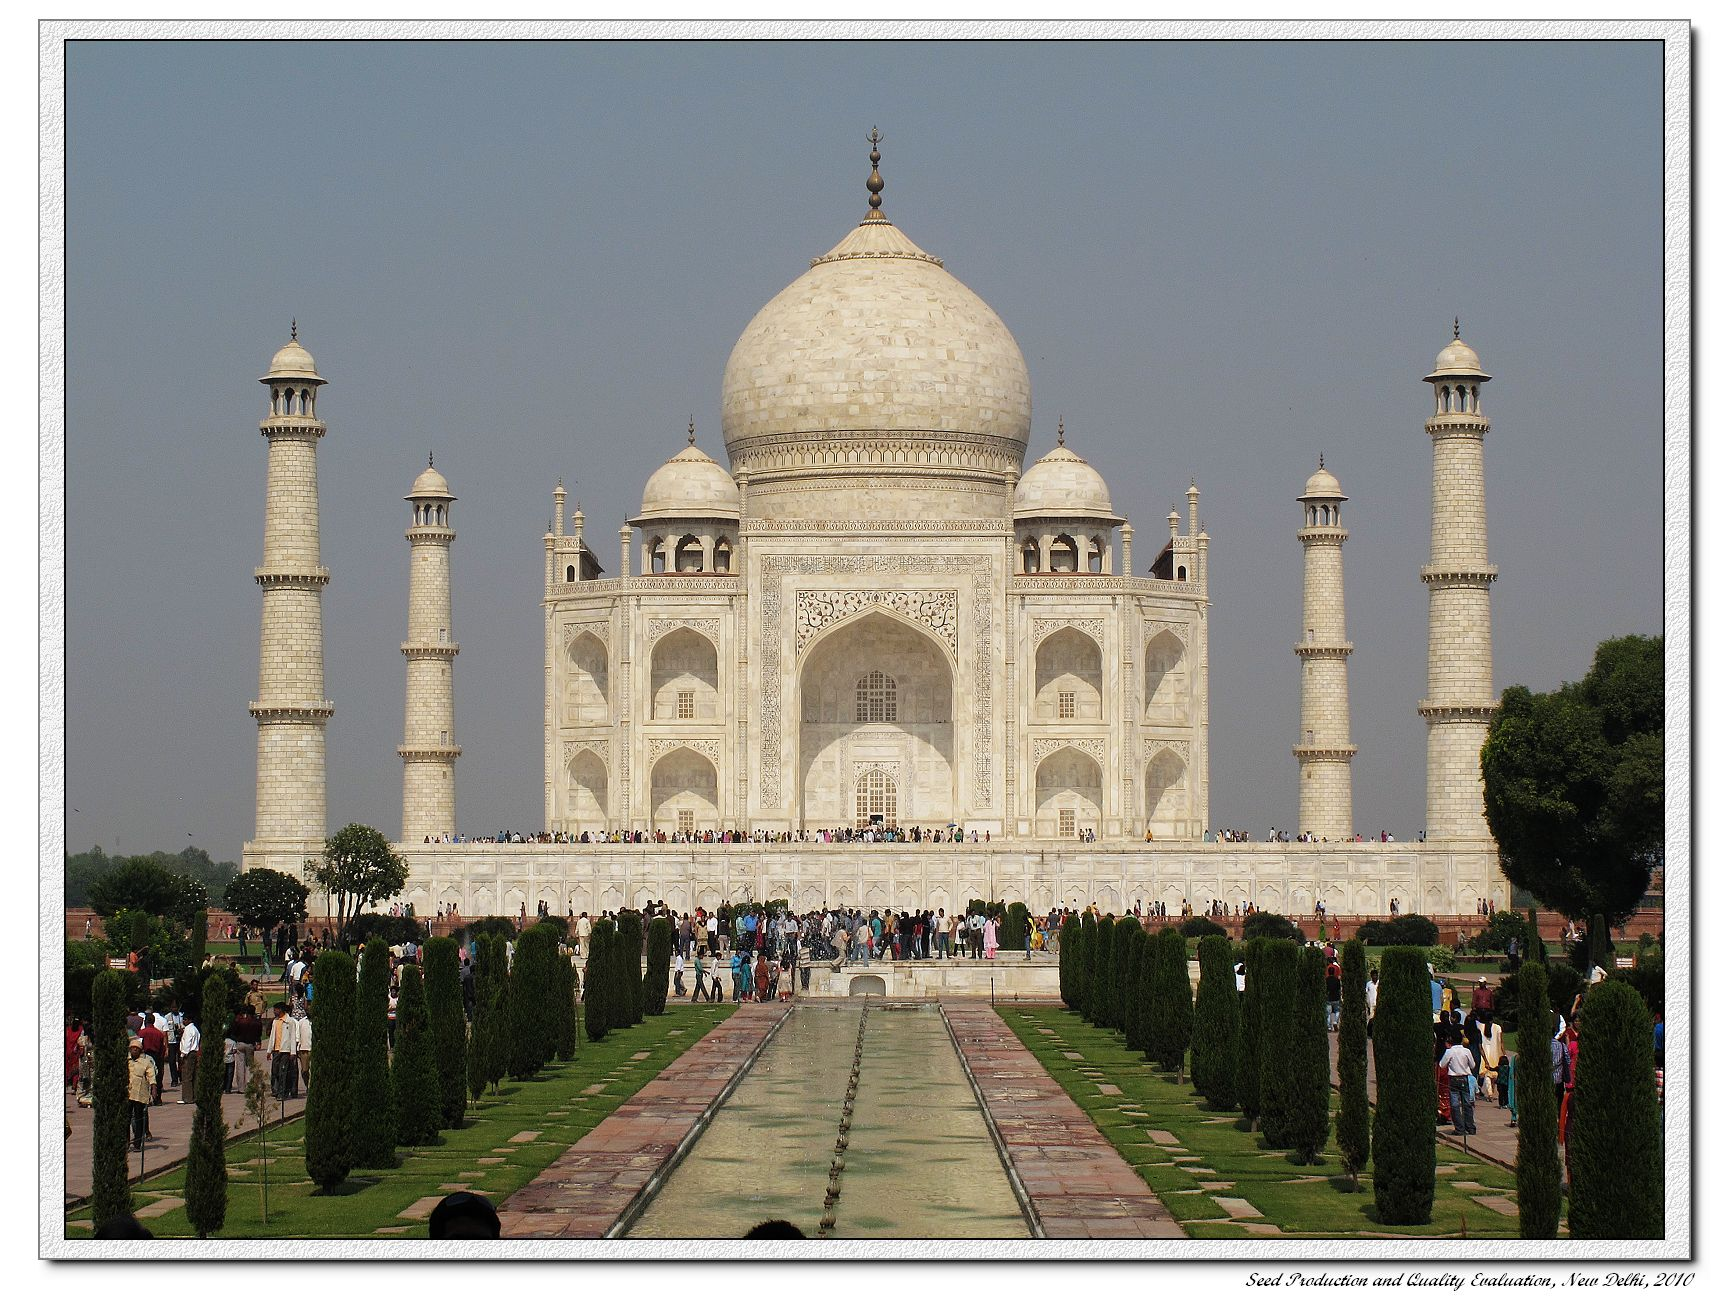 Seed Production and Quality Evaluation, New Delhi, 2010